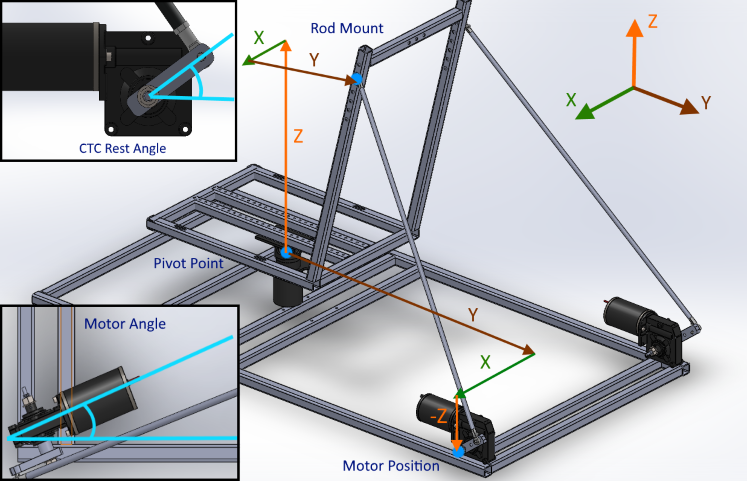 Rod Mount
X
Y
Z
Z
X
Y
CTC Rest Angle
Pivot Point
Y
X
-Z
Motor Angle
Motor Position